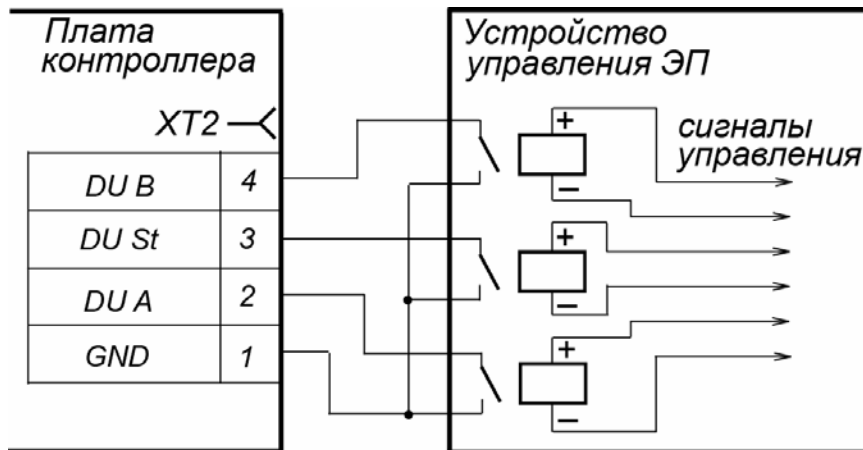 Плата
контроллера
XT2
DU B 4
DU St 3
DU A 2
GND 1
Устройство
управления ЭП
сигналы
управления
+
−
+
−
+
−